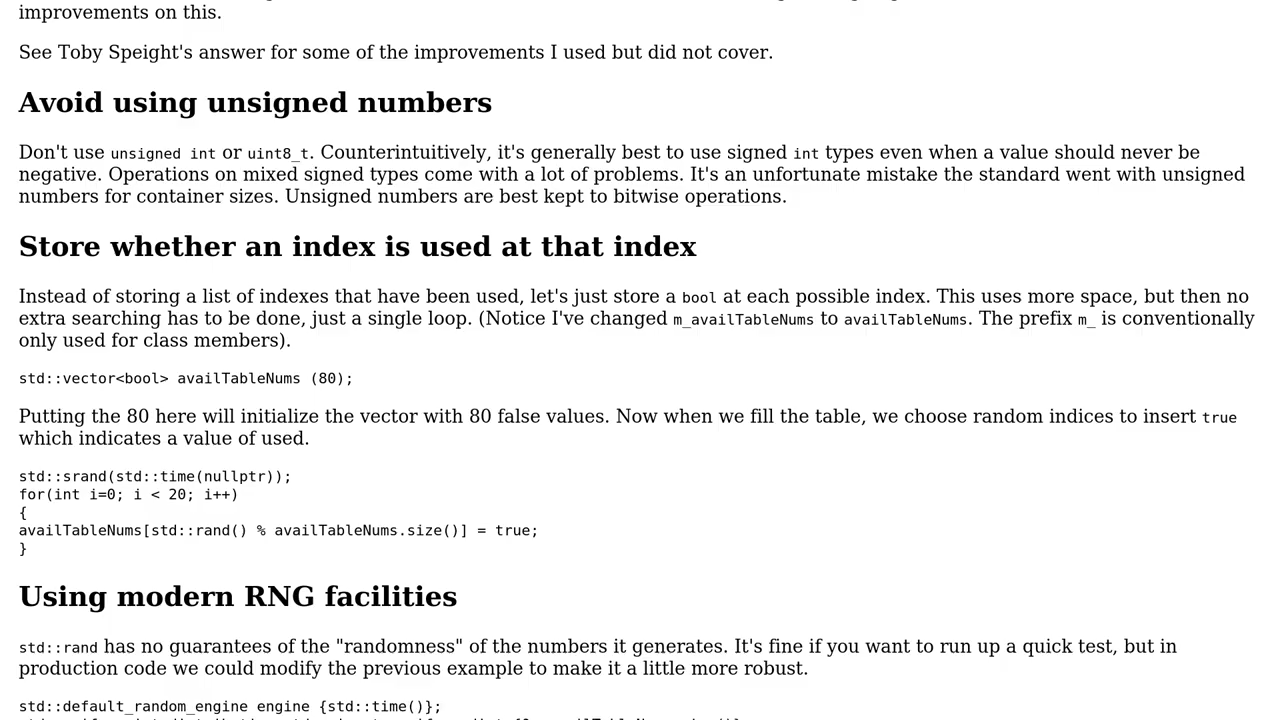 improvements on this.
See Toby Speight's answer for some of the improvements I used but did not cover.
Avoid using unsigned numbers
Don't use unsigned int or uint8_t. Counterintuitively, it's generally best to use signed int types even when a value should never be
negative. Operations on mixed signed types come with a lot of problems. It's an unfortunate mistake the standard went with unsigned
numbers for container sizes. Unsigned numbers are best kept to bitwise operations.
Store whether an index is used at that index
Instead of storing a list of indexes that have been used, let's just store a bool at each possible index. This uses more space, but then no
extra searching has to be done, just a single loop. (Notice I've changed m_availTableNums to availTableNums. The prefix m_ is conventionally
only used for class members).
std::vector<bool> availTableNums (80);
Putting the 80 here will initialize the vector with 80 false values. Now when we fill the table, we choose random indices to insert true
which indicates a value of used.
std::srand(std::time(nullptr));
for(int i=0; i < 20; i++)
{
availTableNums[std::rand() % availTableNums.size()] = true;
}
Using modern RNG facilities
std::rand has no guarantees of the "randomness" of the numbers it generates. It's fine if you want to run up a quick test, but in
production code we could modify the previous example to make it a little more robust.
std::default_random_engine engine {std::time()};